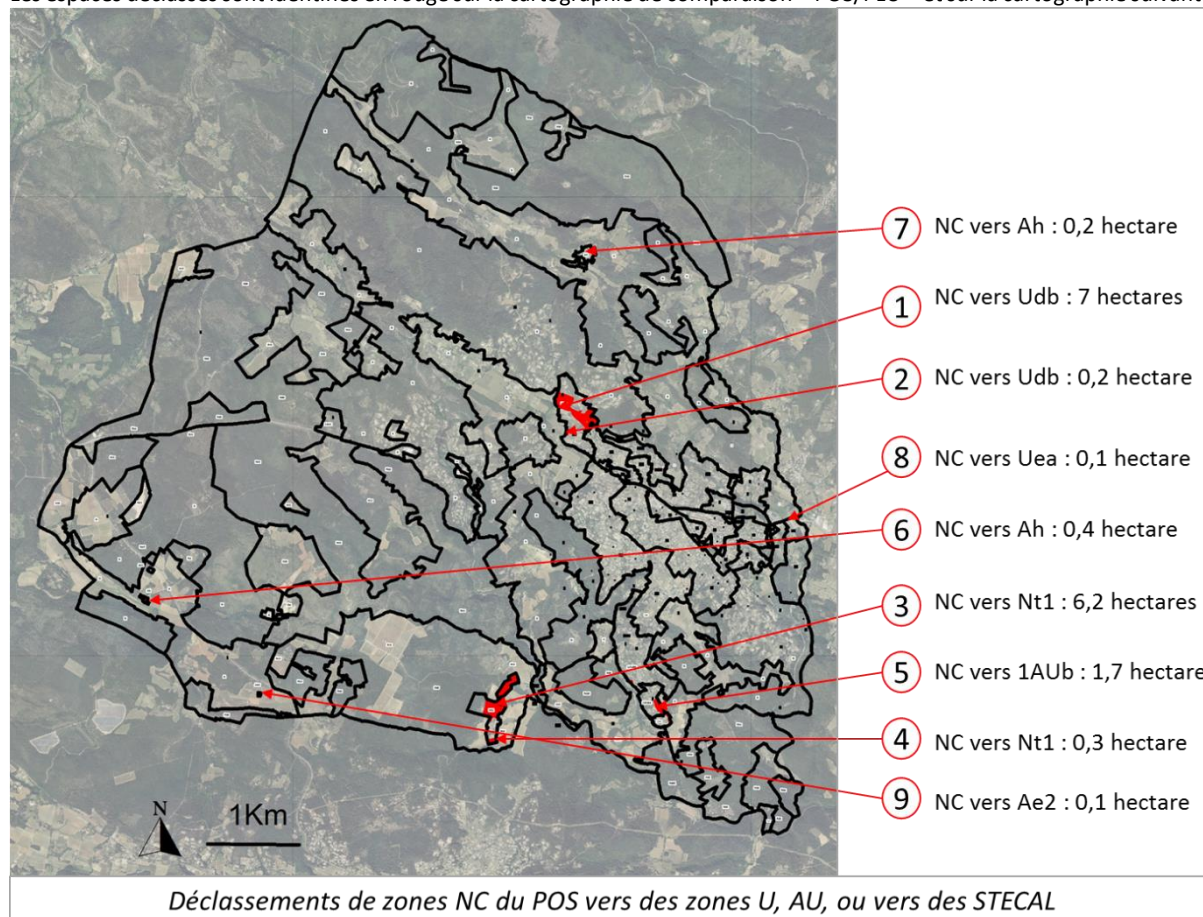 7 NC vers Ah : 0,2 hectare
1 NC vers Udb : 7 hectares
2 NC vers Udb : 0,2 hectare
8 NC vers Uea : 0,1 hectare
6 NC vers Ah : 0,4 hectare
3 NC vers Nt1 : 6,2 hectares
5 NC vers 1AUb : 1,7 hectare
4 NC vers Nt1 : 0,3 hectare
9 NC vers Ae2 : 0,1 hectare
N
1Km
Déclassements de zones NC du POS vers des zones U, AU, ou vers des STECAL